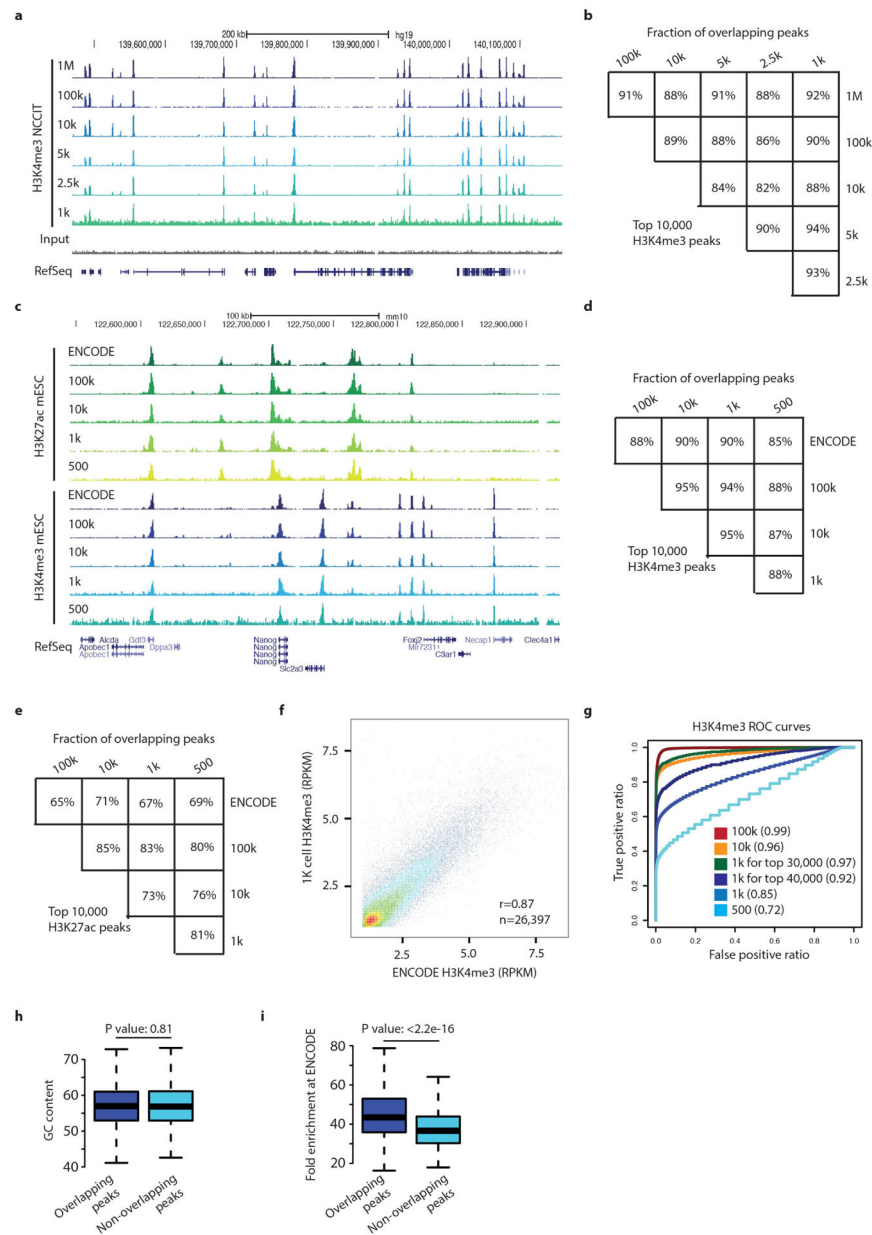 a
200 kb
hg19
139,600,000
139,700,000
139,800,000
139,900,000
140,000,000
140,100,000
H3K4me3 NCCIT
1M
100k
10k
5k
2.5k
1k
Input
RefSeq
b
Fraction of overlapping peaks
100k 10k 5k 2.5k 1k
91% 88% 91% 88% 92% 1M
89% 88% 86% 90% 100k
84% 82% 88% 10k
Top 10,000
H3K4me3 peaks
90% 94% 5k
93% 2.5k
c
100 kb
mm10
122,600,000
122,650,000
122,700,000
122,750,000
122,800,000
122,850,000
122,900,000
H3K27ac mESC
ENCODE
100k
10k
1k
500
H3K4me3 mESC
ENCODE
100k
10k
1k
500
RefSeq
Aicda
Gdf3
Apobec1
Dppa3
Apobec1
Nanog
Nanog
Nanog
Nanog
Slc2a3
Foxj2
Necap1
Clec4a1
Mir7231
C3ar1
d
Fraction of overlapping peaks
100k 10k 1k 500
88% 90% 90% 85% ENCODE
95% 94% 88% 100k
95% 87% 10k
Top 10,000
H3K4me3 peaks
88% 1k
e
Fraction of overlapping peaks
100k 10k 1k 500
65% 71% 67% 69% ENCODE
85% 83% 80% 100k
73% 76% 10k
Top 10,000
H3K27ac peaks
81% 1k
f
1K cell H3K4me3 (RPKM)
7.5
5.0
2.5
r=0.87
n=26,397
2.5 5.0 7.5
ENCODE H3K4me3 (RPKM)
g
H3K4me3 ROC curves
True positive ratio
1.0
0.8
0.6
0.4
0.2
0.0
100k (0.99)
10k (0.96)
1k for top 30,000 (0.97)
1k for top 40,000 (0.92)
1k (0.85)
500 (0.72)
0.0 0.2 0.4 0.6 0.8 1.0
False positive ratio
h
P value: 0.81
GC content
70
60
50
40
Overlapping
peaks
Non-overlapping
peaks
i
P value: <2.2e-16
Fold enrichment at ENCODE
80
60
40
20
Overlapping
peaks
Non-overlapping
peaks